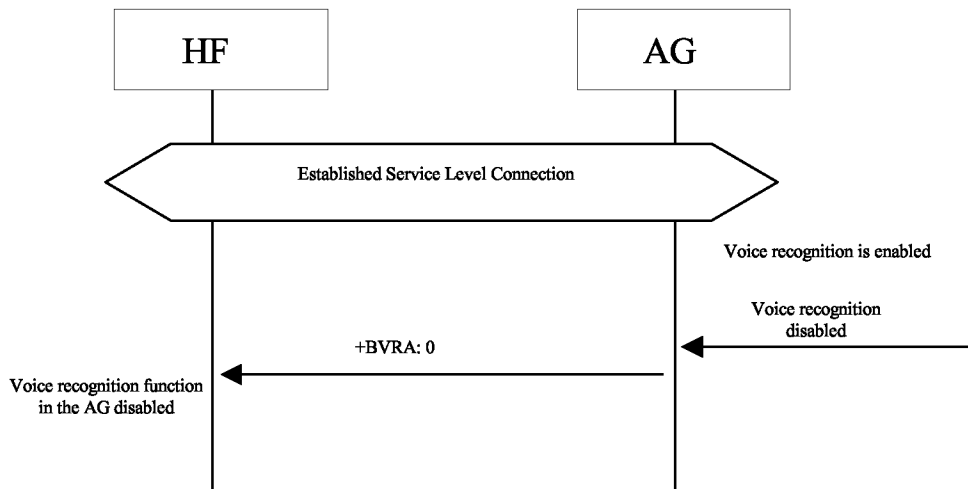 HF
AG
Established Service Level Connection
Voice recognition is enabled
Voice recognition
disabled
+BVRA: 0
Voice recognition function
in the AG disabled